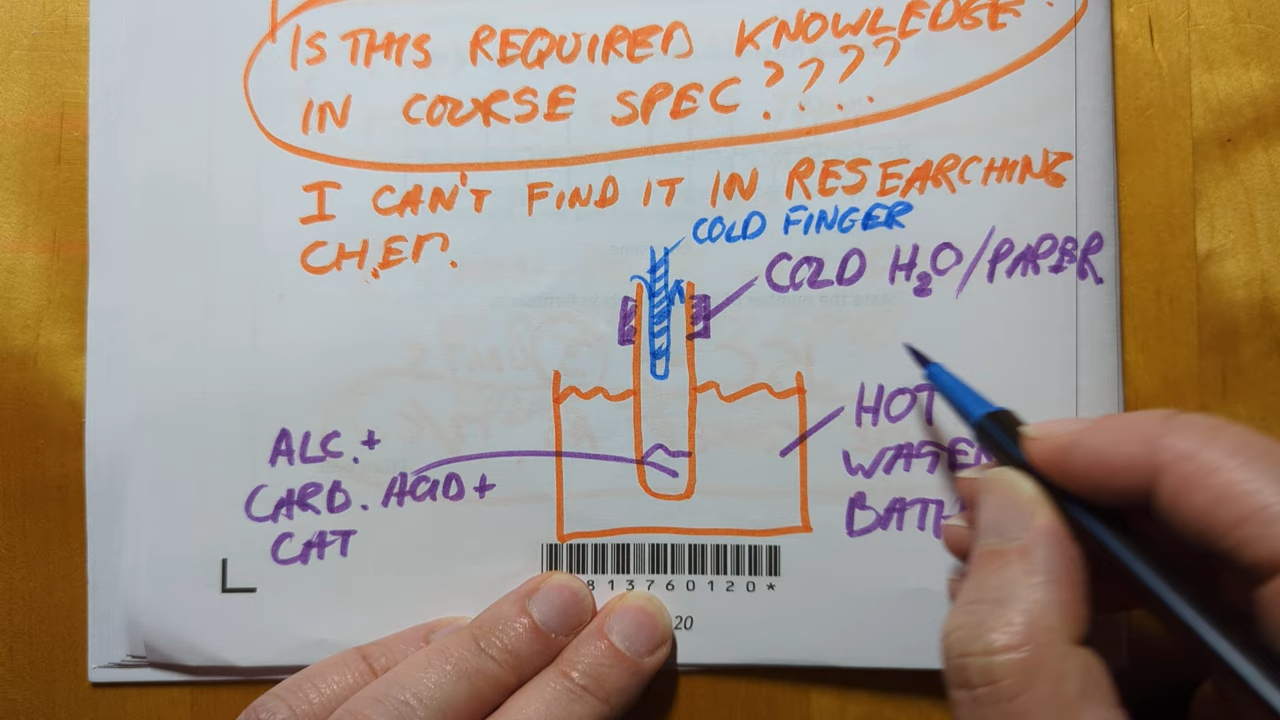 IS THIS REQUIRED KNOWLEDGE
IN COURSE SPEC????
I CAN'T FIND IT IN RESEARCHING
CHEM.
COLD FINGER
COLD H₂O/PAPER
HOT
WATER
BATH
ALC. +
CARB. ACID +
CAT
813760120*
20